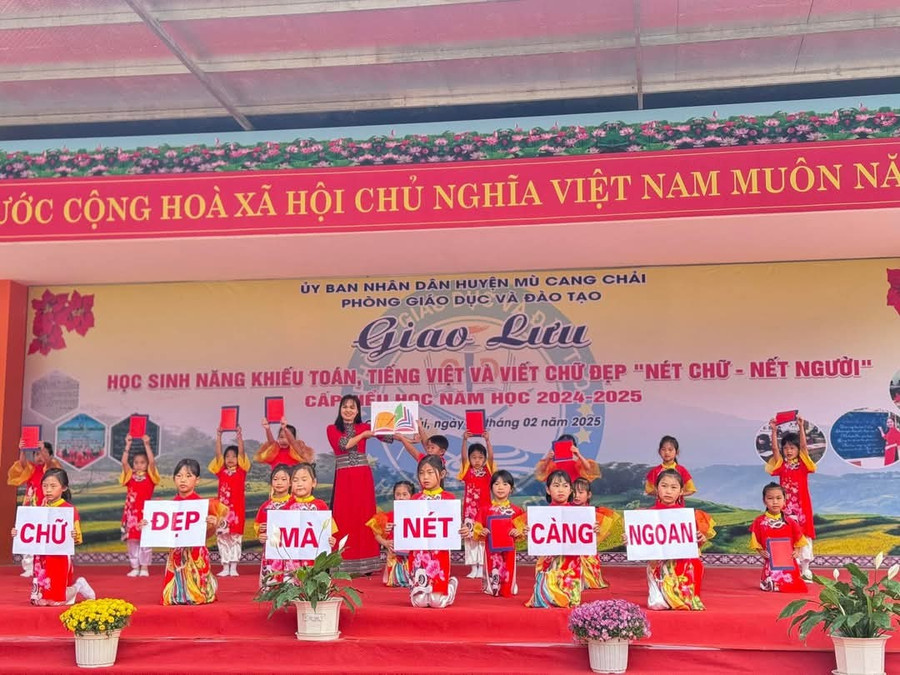 ƯỚC CỘNG HOÀ XÃ HỘI CHỦ NGHĨA VIỆT NAM MUÔN NĂ
ỦY BAN NHÂN DÂN HUYỆN MÙ CANG CHẢI
PHÒNG GIÁO DỤC VÀ ĐÀO TẠO
Giao Lưu
HỌC SINH NĂNG KHIẾU TOÁN, TIẾNG VIỆT VÀ VIẾT CHỮ ĐẸP "NÉT CHỮ - NẾT NGƯỜI"
CẤP TIỂU HỌC NĂM HỌC 2024-2025
tháng 02 năm 2025
CHỮ ĐẸP MÀ NẾT CÀNG NGOAN